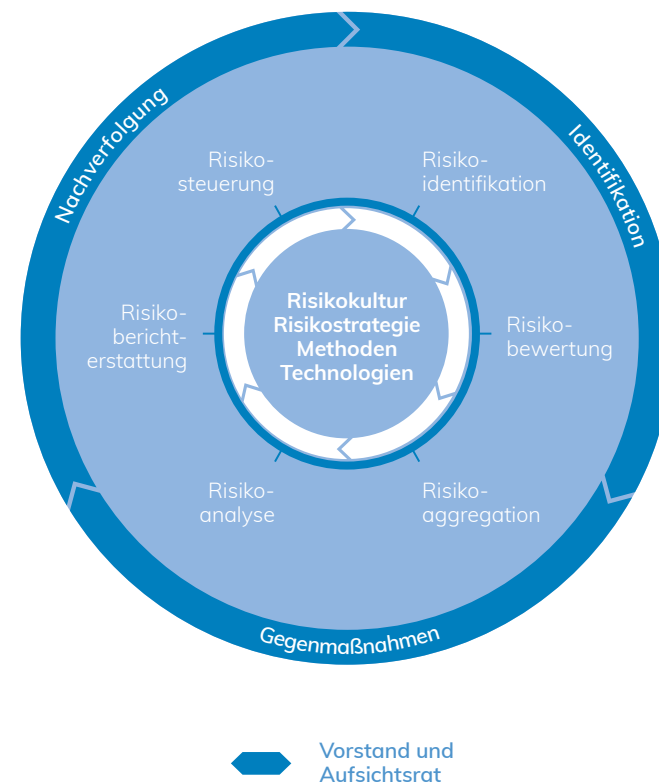 Nachverfolgung
Identifikation
Risiko-
steuerung
Risiko-
identifikation
Risiko-
bericht-
erstattung
Risikokultur
Risikostrategie
Methoden
Technologien
Risiko-
bewertung
Risiko-
analyse
Risiko-
aggregation
Gegenmaßnahmen
Vorstand und
Aufsichtsrat